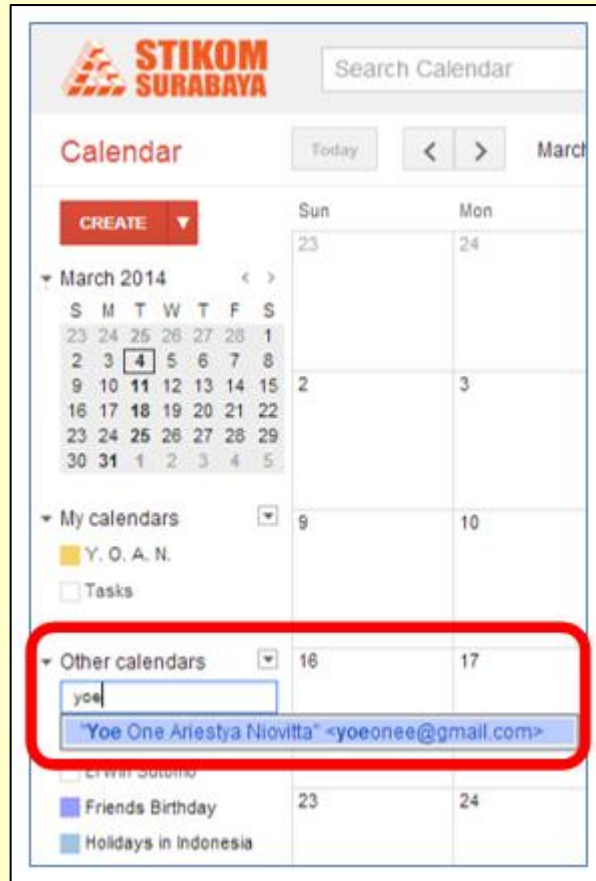 STIKOM
SURABAYA
Search Calendar
Calendar
Today < > March
CREATE
Sun Mon
March 2014 < >
S M T W T F S
23 24 25 26 27 28 1
2 3 4 5 6 7 8
9 10 11 12 13 14 15
16 17 18 19 20 21 22
23 24 25 26 27 28 29
30 31 1 2 3 4 5
My calendars
Y. O. A. N.
Tasks
Other calendars
yoe
"Yoe One Ariestya Niovitta" <yoeonee@gmail.com>
Erwin Sutomo
Friends Birthday
Holidays in Indonesia
23 24
2 3
9 10
16 17
23 24